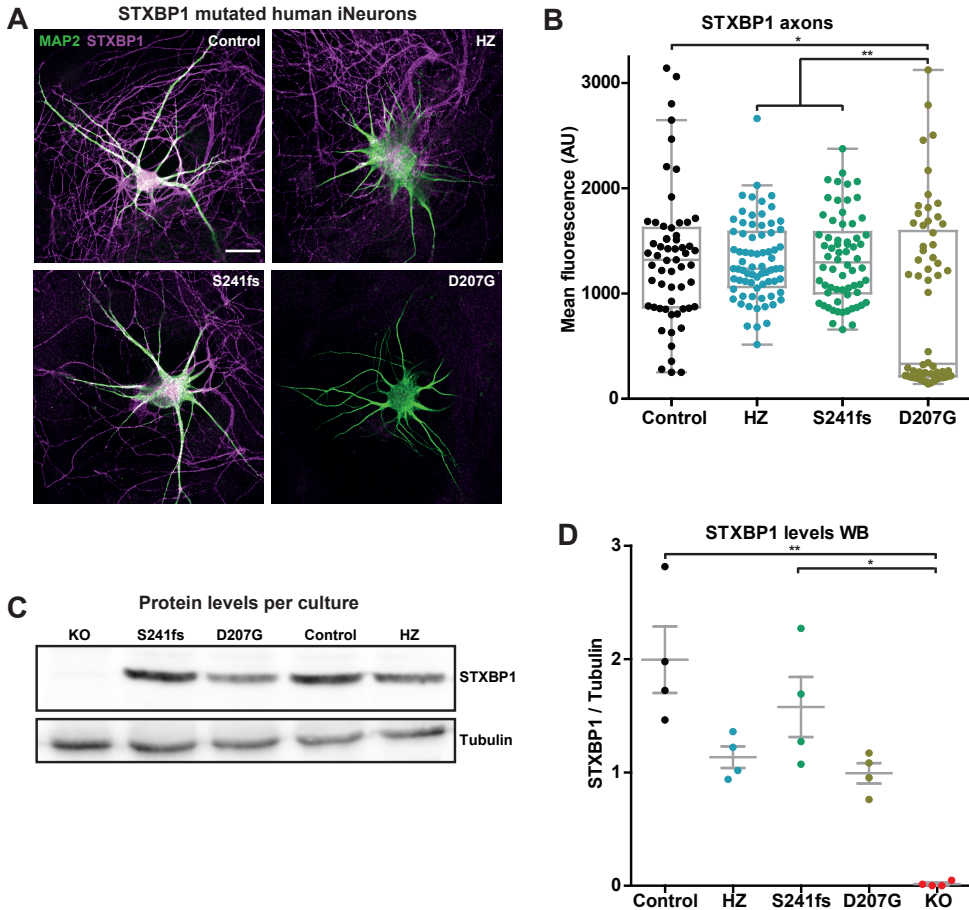 A
STXBP1 mutated human iNeurons
MAP2 STXBP1 Control
HZ
S241fs
D207G
B
STXBP1 axons
*
**
Mean fluorescence (AU)
3000
2000
1000
0
Control HZ S241fs D207G
C
Protein levels per culture
KO S241fs D207G Control HZ
STXBP1
Tubulin
D
STXBP1 levels WB
**
*
STXBP1 / Tubulin
3
2
1
0
Control HZ S241fs D207G KO